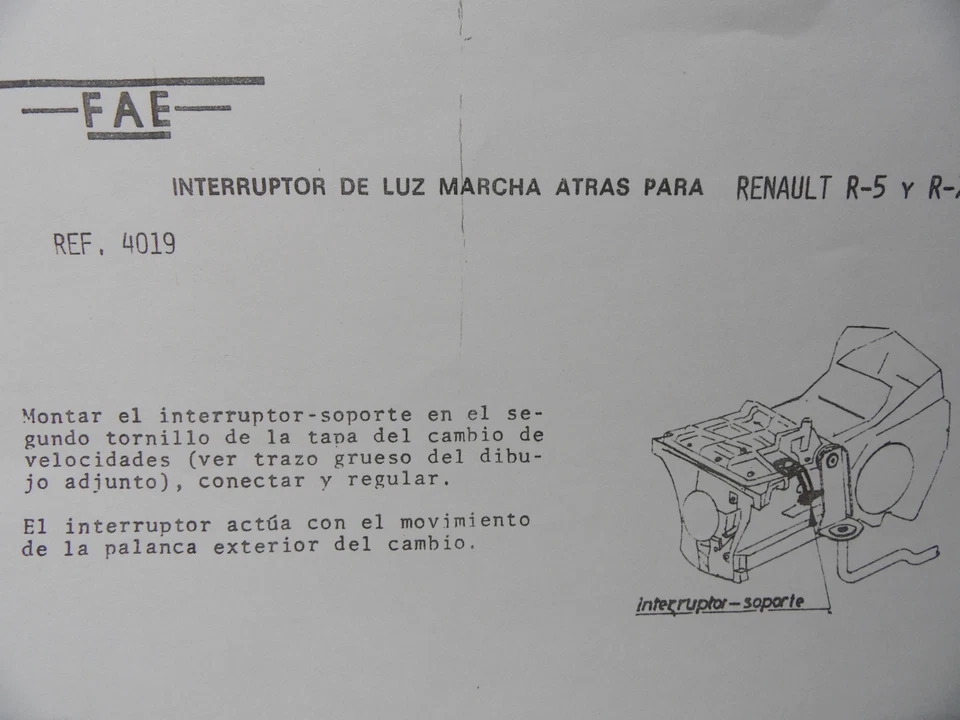 FAE
INTERRUPTOR DE LUZ MARCHA ATRAS PARA RENAULT R-5 Y
REF. 4019
Montar el interruptor-soporte en el se-
gundo tornillo de la tapa del cambio de
velocidades (ver trazo grueso del dibu-
jo adjunto), conectar y regular.
El interruptor actúa con el movimiento
de la palanca exterior del cambio.
interruptor-soporte